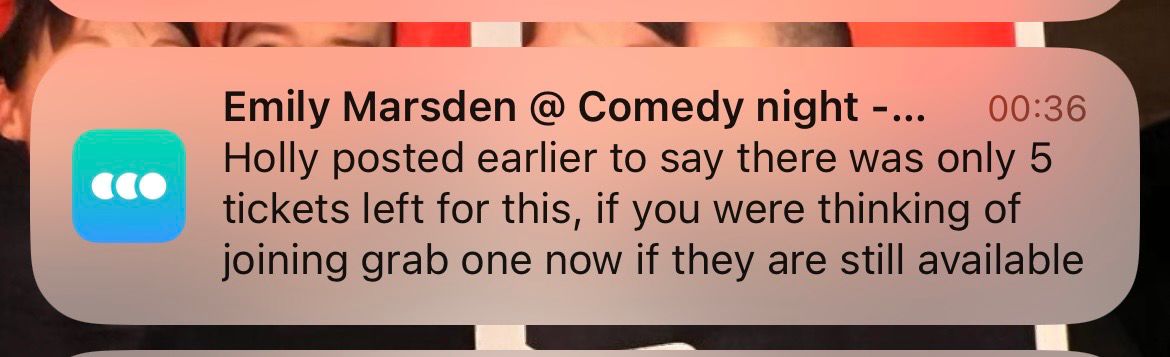 Emily Marsden @ Comedy night -...
00:36
Holly posted earlier to say there was only 5
tickets left for this, if you were thinking of
joining grab one now if they are still available